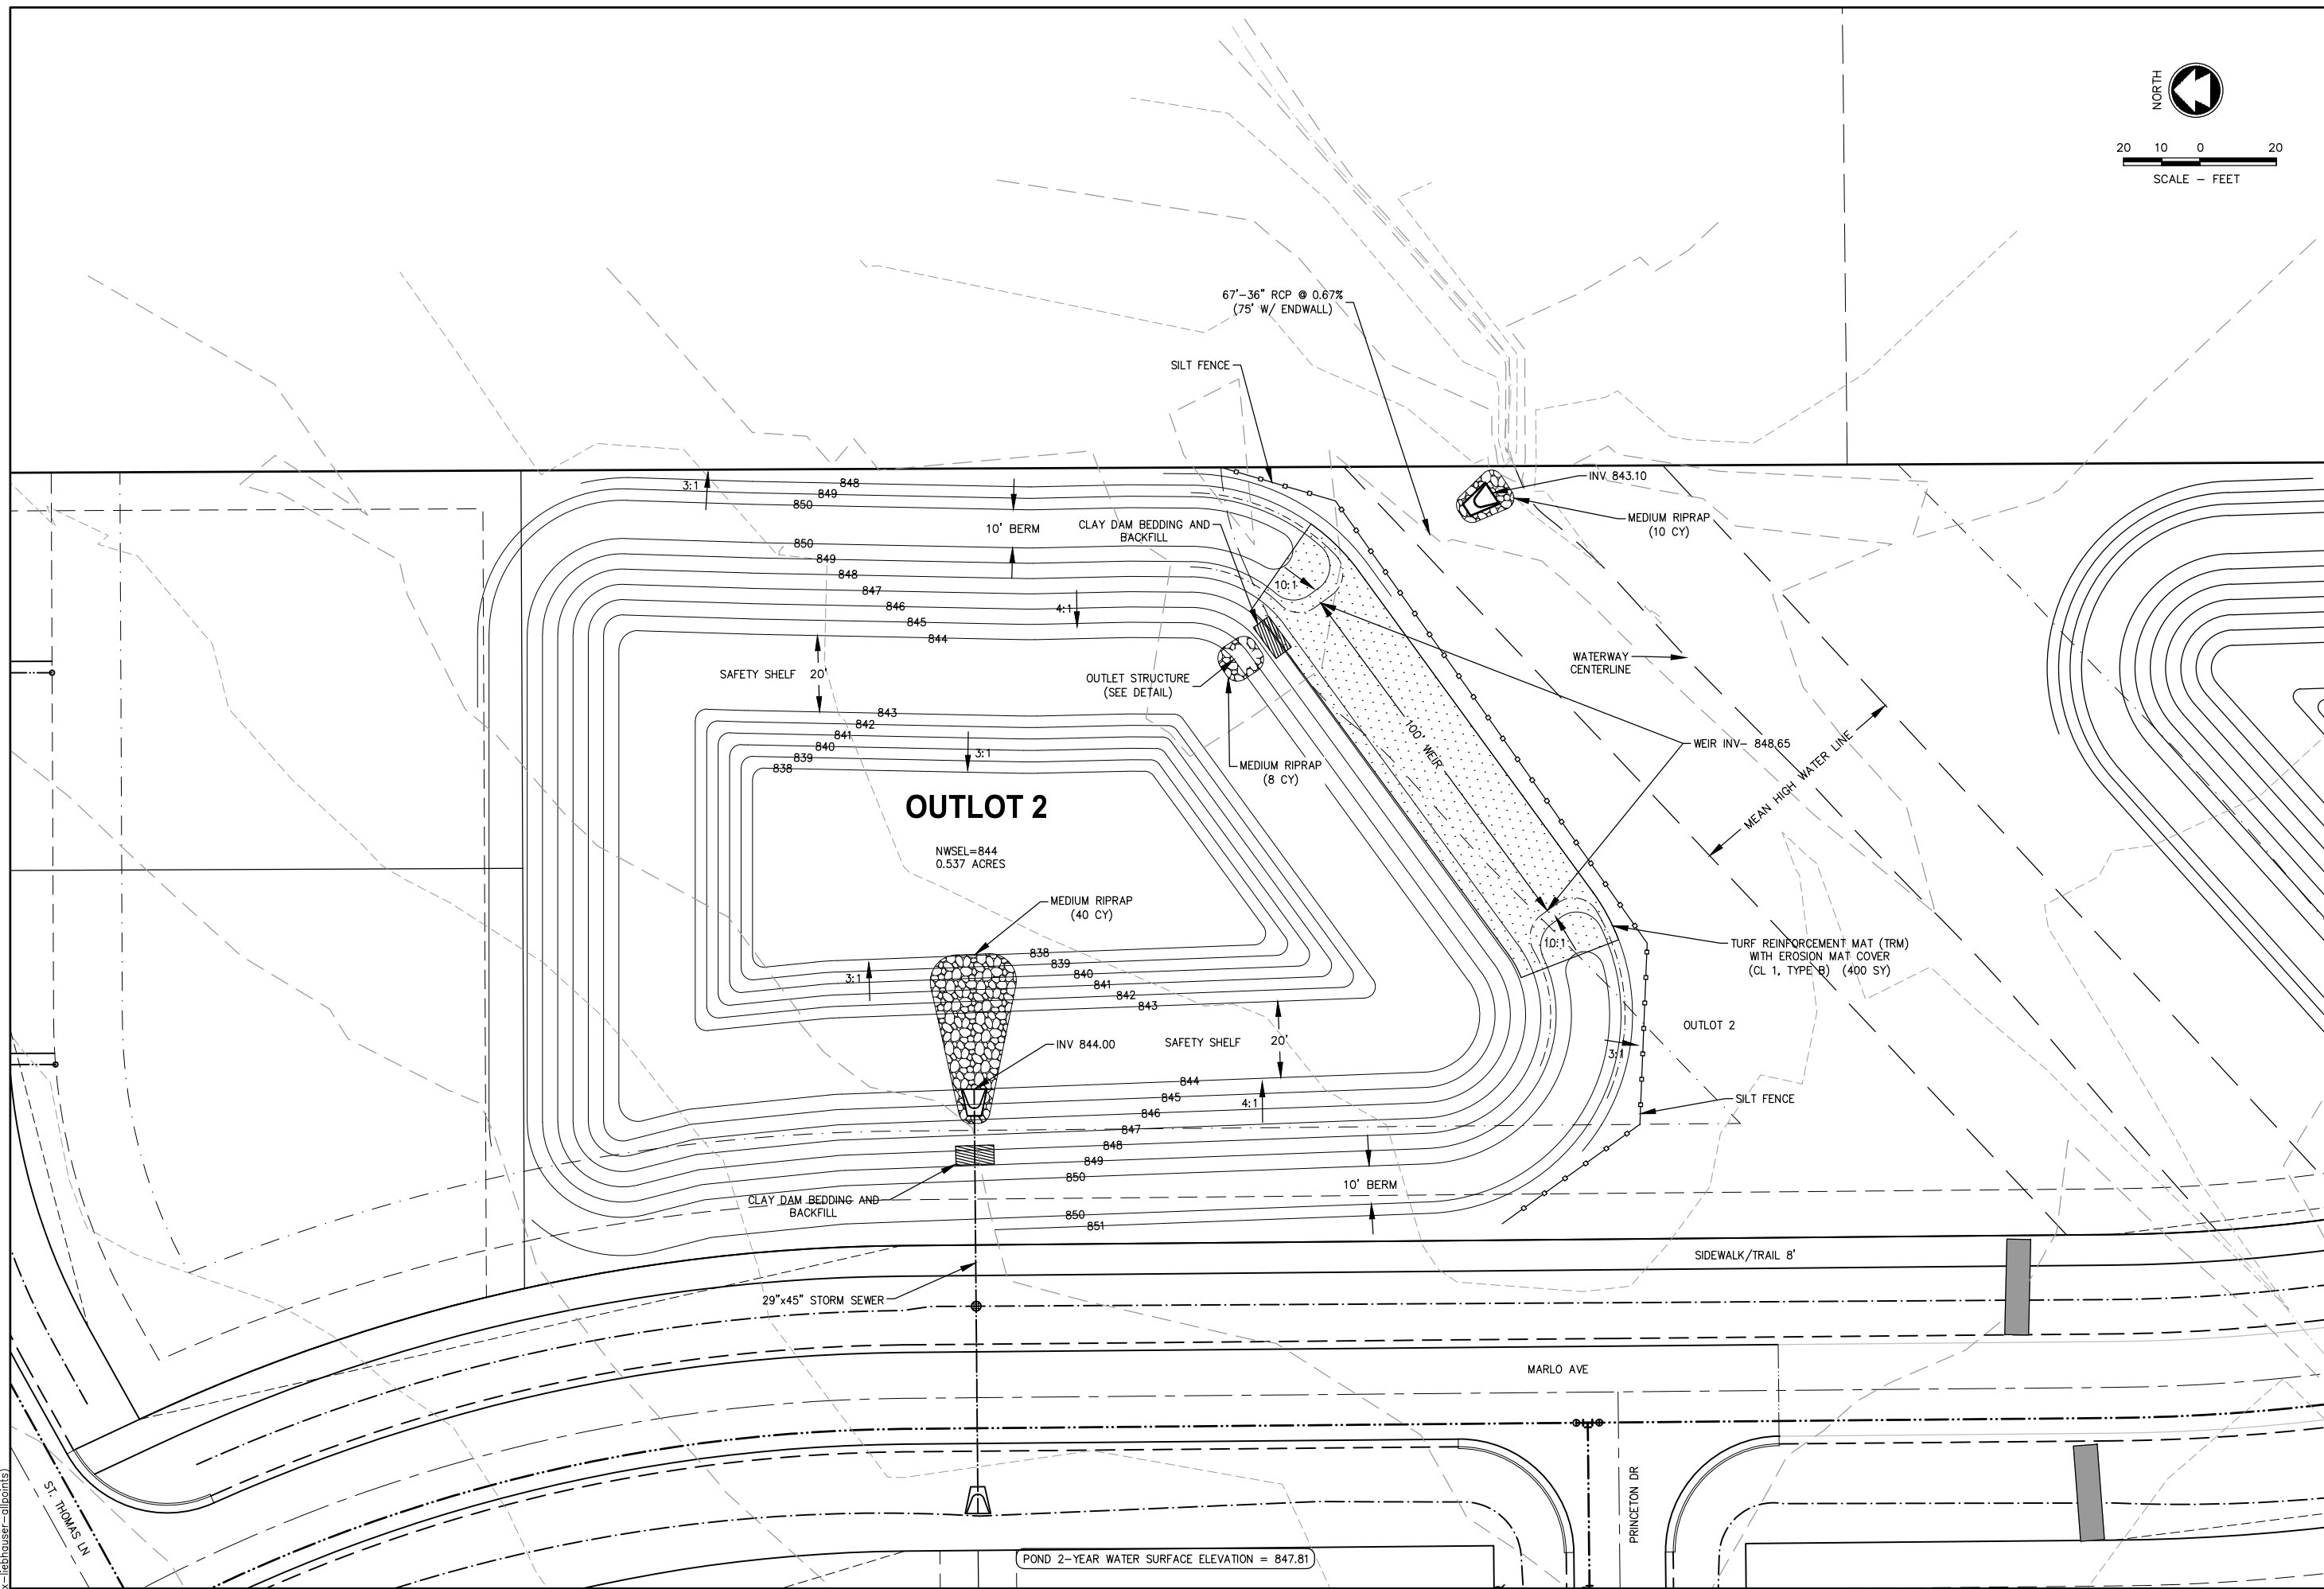 NORTH
20 10 0 20
SCALE – FEET
67'–36" RCP @ 0.67%
(75' W/ ENDWALL)
SILT FENCE
INV 843.10
3:1
848
849
850
10' BERM
CLAY DAM BEDDING AND
BACKFILL
MEDIUM RIPRAP
(10 CY)
850
849
848
847
846
845
844
4:1
10:1
SAFETY SHELF 20'
OUTLET STRUCTURE
(SEE DETAIL)
WATERWAY
CENTERLINE
843
842
841
840
839
838
3:1
100' WEIR
WEIR INV– 848.65
MEAN HIGH WATER LINE
MEDIUM RIPRAP
(8 CY)
OUTLOT 2
NWSEL=844
0.537 ACRES
MEDIUM RIPRAP
(40 CY)
10:1
TURF REINFORCEMENT MAT (TRM)
WITH EROSION MAT COVER
(CL 1, TYPE B) (400 SY)
838
839
840
841
842
843
3:1
INV 844.00
SAFETY SHELF 20'
OUTLOT 2
3:1
844
845
846
847
848
849
850
4:1
SILT FENCE
CLAY DAM BEDDING AND
BACKFILL
10' BERM
850
851
SIDEWALK/TRAIL 8'
29"x45" STORM SEWER
MARLO AVE
PRINCETON DR
ST. THOMAS LN
POND 2–YEAR WATER SURFACE ELEVATION = 847.81
x–liebhauser–allpoints)